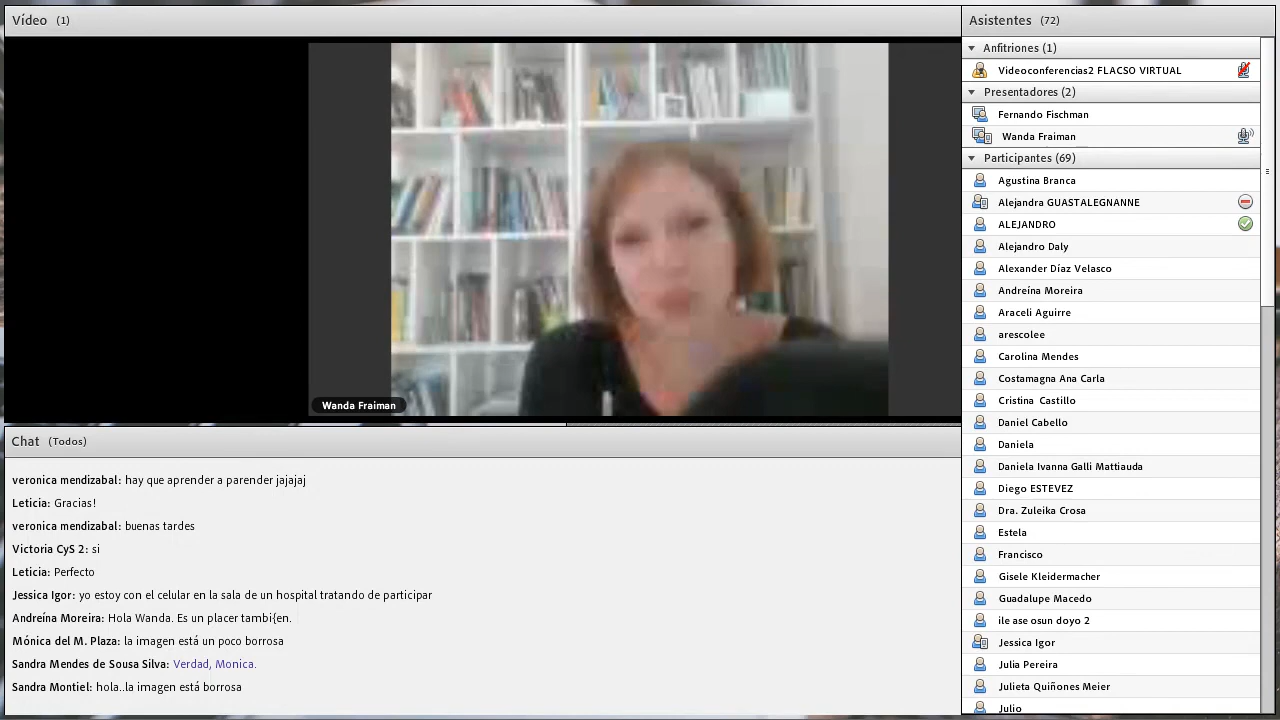 Vídeo (1)
Wanda Fraiman
Chat (Todos)
veronica mendizabal: hay que aprender a parender jajajaj
Leticia: Gracias!
veronica mendizabal: buenas tardes
Victoria CyS 2: si
Leticia: Perfecto
Jessica Igor: yo estoy con el celular en la sala de un hospital tratando de participar
Andreína Moreira: Hola Wanda. Es un placer también.
Mónica del M. Plaza: la imagen está un poco borrosa
Sandra Mendes de Sousa Silva: Verdad, Monica.
Sandra Montiel: hola..la imagen está borrosa
Asistentes (72)
Anfitriones (1)
Videoconferencias2 FLACSO VIRTUAL
Presentadores (2)
Fernando Fischman
Wanda Fraiman
Participantes (69)
Agustina Branca
Alejandra GUASTALEGNANNE
ALEJANDRO
Alejandro Daly
Alexander Díaz Velasco
Andreína Moreira
Araceli Aguirre
arescolee
Carolina Mendes
Costamagna Ana Carla
Cristina Castillo
Daniel Cabello
Daniela
Daniela Ivanna Galli Mattiauda
Diego ESTEVEZ
Dra. Zuleika Crosa
Estela
Francisco
Gisele Kleidermacher
Guadalupe Macedo
ile ase osun doyo 2
Jessica Igor
Julia Pereira
Julieta Quiñones Meier
Julio